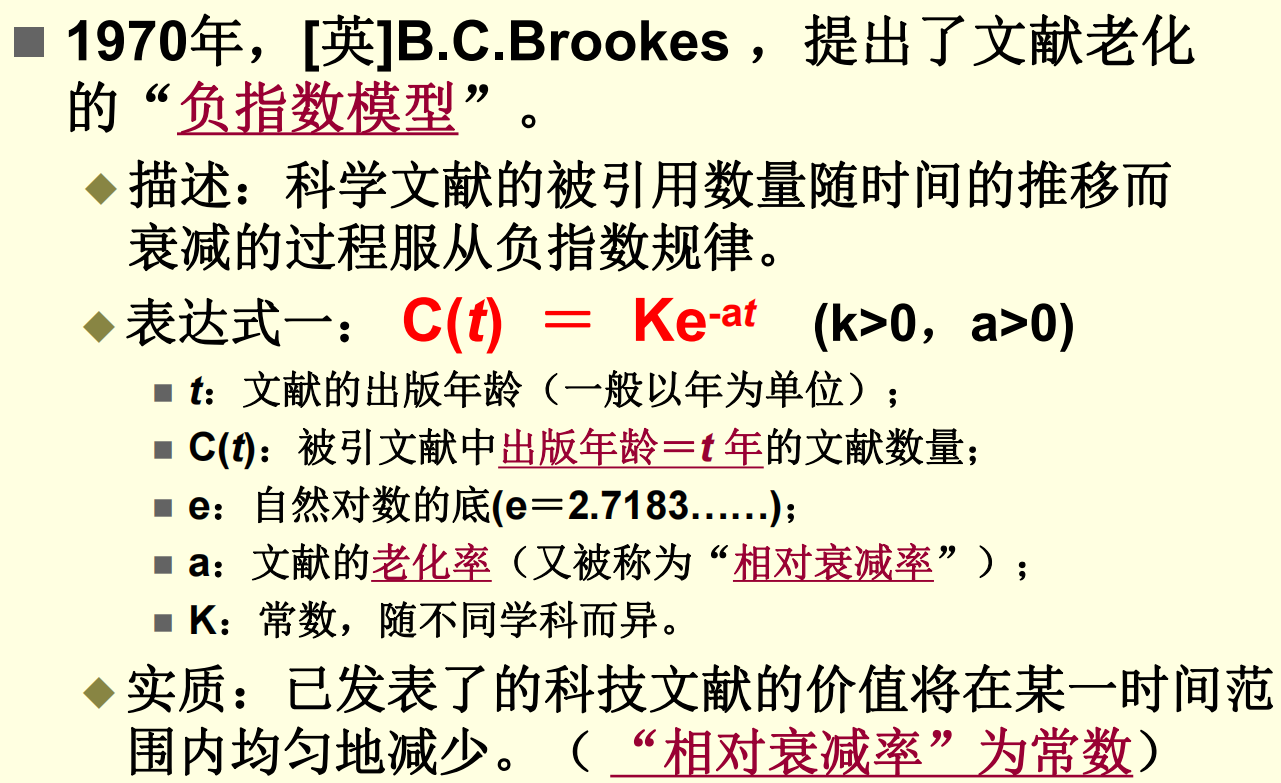 1970年，[英]B.C.Brookes ，提出了文献老化
的“负指数模型”。
描述：科学文献的被引用数量随时间的推移而
衰减的过程服从负指数规律。
表达式一： C(t) ＝ Ke-at (k>0，a>0)
t：文献的出版年龄（一般以年为单位）；
C(t)：被引文献中出版年龄＝t 年的文献数量；
e：自然对数的底(e＝2.7183……)；
a：文献的老化率（又被称为“相对衰减率”）；
K：常数，随不同学科而异。
实质：已发表了的科技文献的价值将在某一时间范
围内均匀地减少。（ “相对衰减率”为常数）